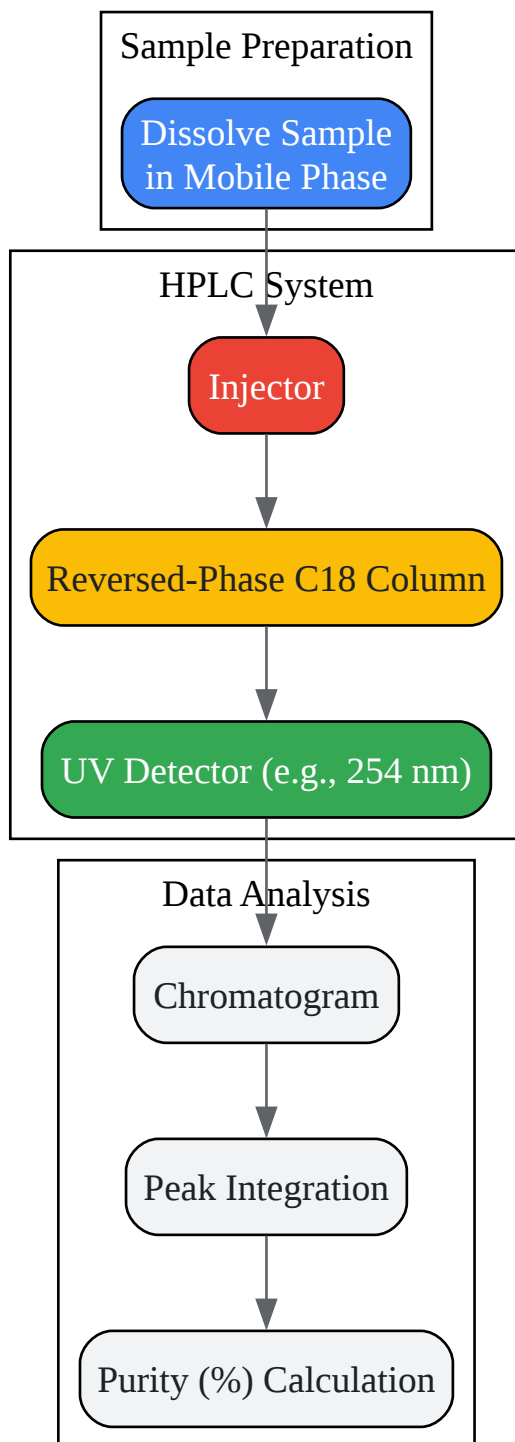 Sample Preparation
Dissolve Sample
in Mobile Phase
HPLC System
Injector
Reversed-Phase C18 Column
UV Detector (e.g., 254 nm)
Data Analysis
Chromatogram
Peak Integration
Purity (%) Calculation